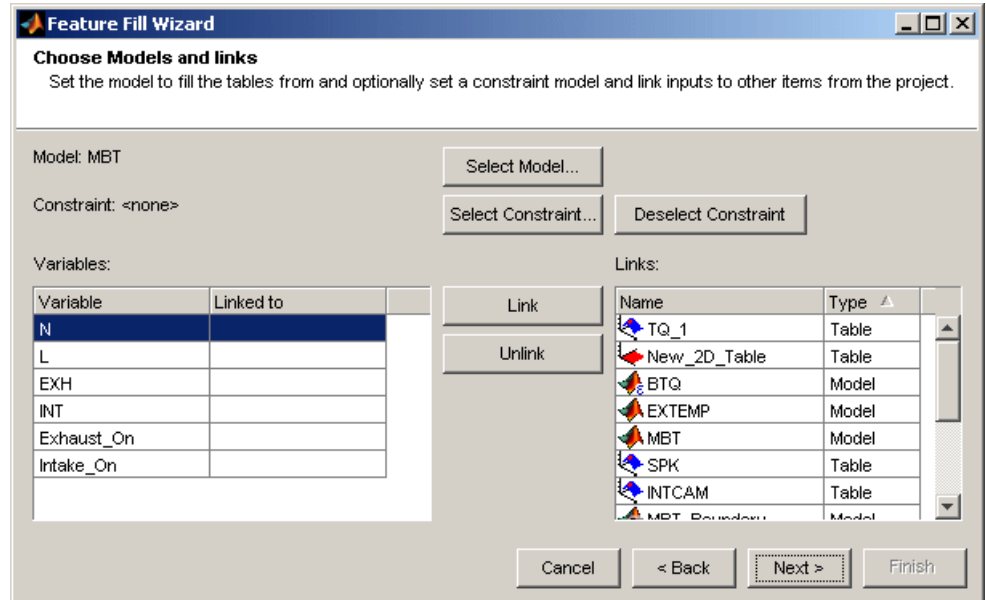 Feature Fill Wizard
Choose Models and links
Set the model to fill the tables from and optionally set a constraint model and link inputs to other items from the project.
Model: MBT
Select Model...
Constraint: <none>
Select Constraint...
Deselect Constraint
Variables:
Links:
Variable Linked to
N
L
EXH
INT
Exhaust_On
Intake_On
Link
Unlink
Name Type
TQ_1 Table
New_2D_Table Table
BTQ Model
EXTEMP Model
MBT Model
SPK Table
INTCAM Table
MBT_Boundary Model
Cancel
< Back
Next >
Finish